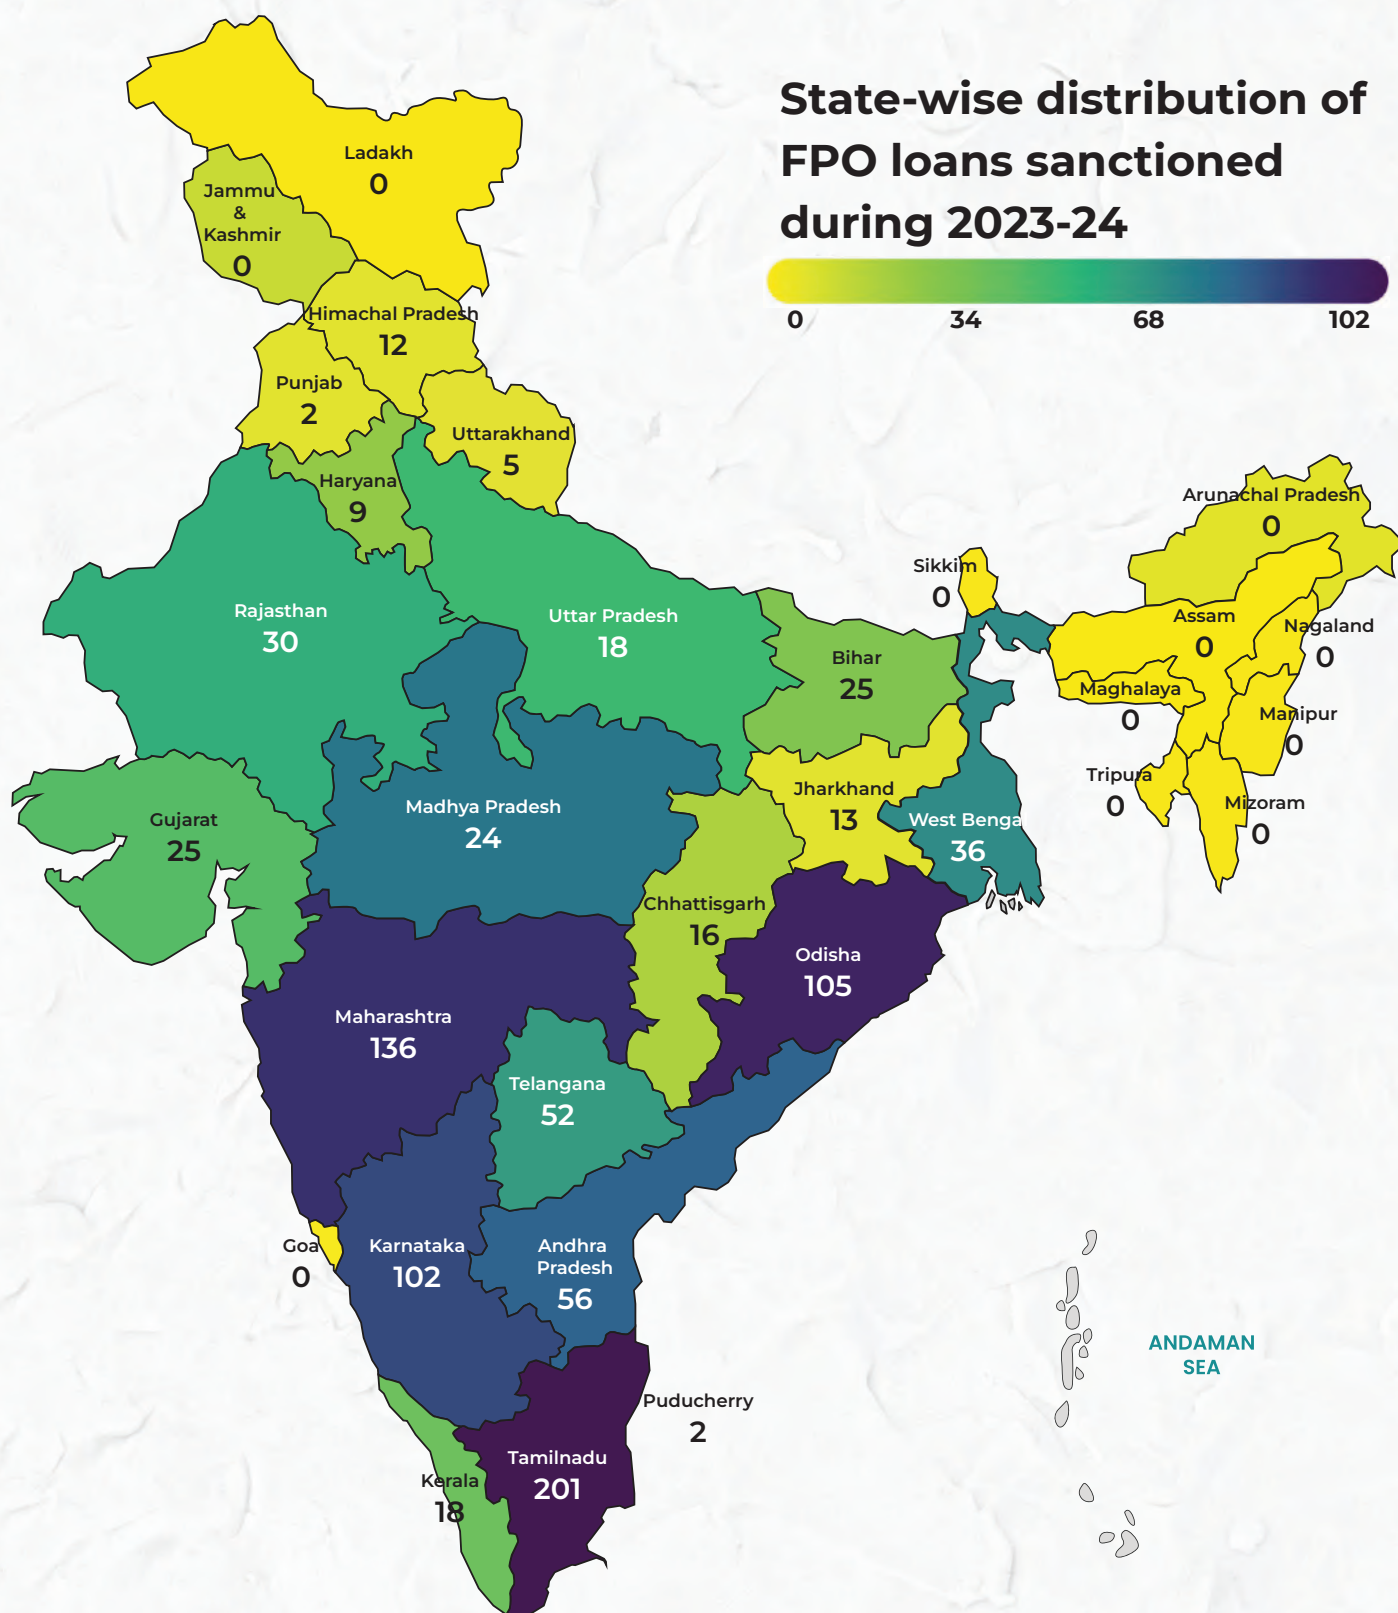 State-wise distribution of
FPO loans sanctioned
during 2023-24
0 34 68 102
Ladakh
0
Jammu
&
Kashmir
0
Himachal Pradesh
12
Punjab
2
Uttarakhand
5
Haryana
9
Arunachal Pradesh
0
Sikkim
0
Rajasthan
30
Uttar Pradesh
18
Assam
0
Nagaland
0
Bihar
25
Maghalaya
0
Manipur
0
Tripura
0
Mizoram
0
Gujarat
25
Madhya Pradesh
24
Jharkhand
13
West Bengal
36
Chhattisgarh
16
Odisha
105
Maharashtra
136
Telangana
52
Goa
0
Karnataka
102
Andhra
Pradesh
56
ANDAMAN
SEA
Puducherry
2
Tamilnadu
201
Kerala
18